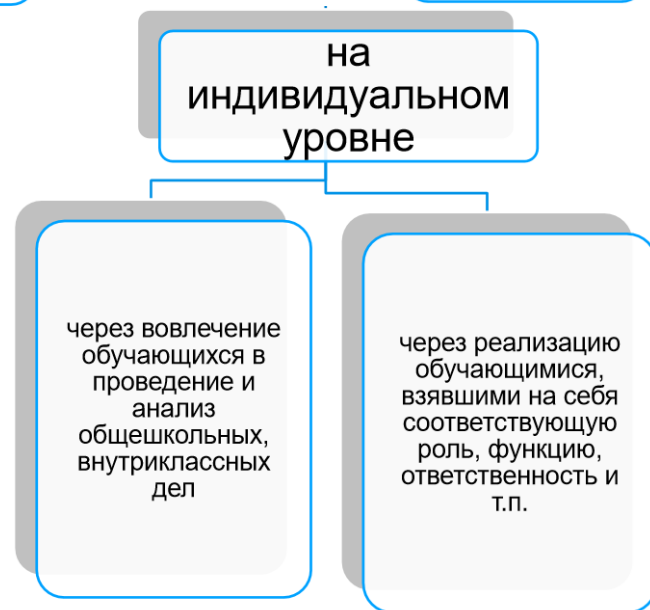 на
индивидуальном
уровне
через вовлечение
обучающихся в
проведение и
анализ
общешкольных,
внутриклассных
дел
через реализацию
обучающимися,
взявшими на себя
соответствующую
роль, функцию,
ответственность и
т.п.